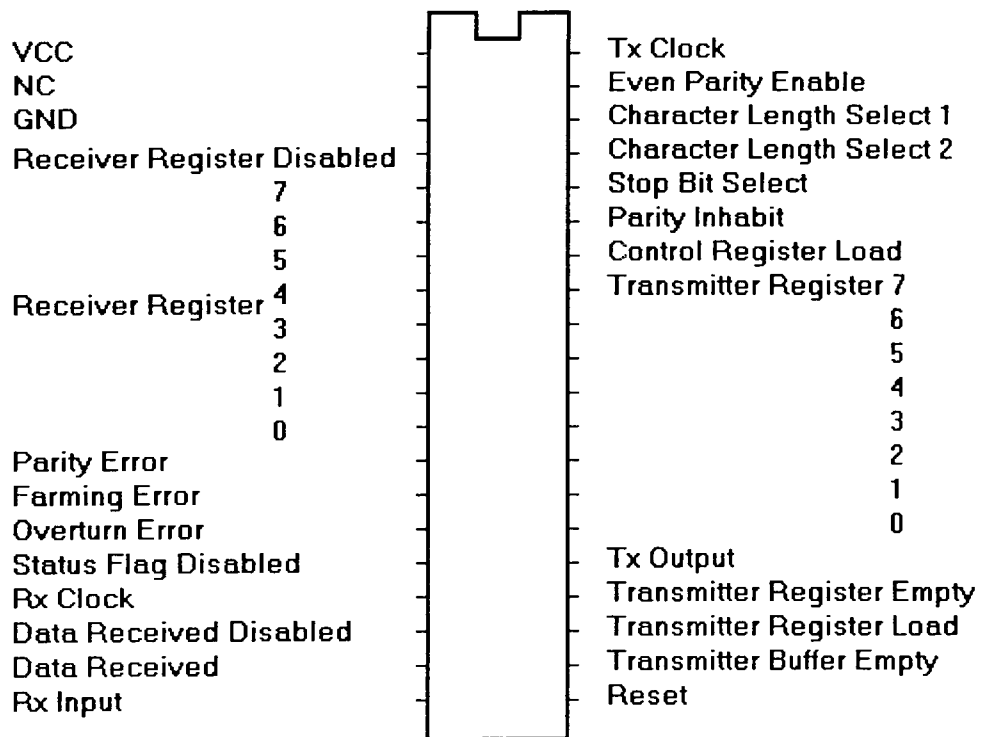 VCC
NC
GND
Receiver Register Disabled
7
6
5
Receiver Register 4
3
2
1
0
Parity Error
Farming Error
Overturn Error
Status Flag Disabled
Rx Clock
Data Received Disabled
Data Received
Rx Input
Tx Clock
Even Parity Enable
Character Length Select 1
Character Length Select 2
Stop Bit Select
Parity Inhabit
Control Register Load
Transmitter Register 7
6
5
4
3
2
1
0
Tx Output
Transmitter Register Empty
Transmitter Register Load
Transmitter Buffer Empty
Reset